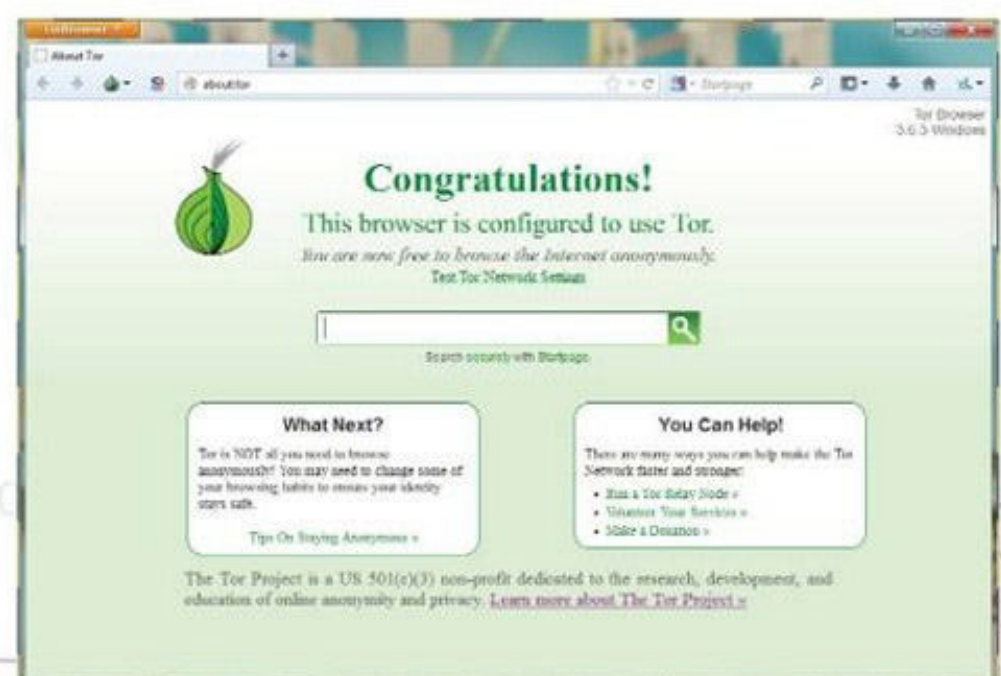 TorBrowser
About Tor
about:tor
Startpage
Tor Browser
3.6.3-Windows
Congratulations!
This browser is configured to use Tor.
You are now free to browse the Internet anonymously.
Test Tor Network Settings
Search securely with Startpage.
What Next?
Tor is NOT all you need to browse
anonymously! You may need to change some of
your browsing habits to ensure your identity
stays safe.
Tips On Staying Anonymous »
You Can Help!
There are many ways you can help make the Tor
Network faster and stronger:
• Run a Tor Relay Node »
• Volunteer Your Services »
• Make a Donation »
The Tor Project is a US 501(c)(3) non-profit dedicated to the research, development, and
education of online anonymity and privacy. Learn more about The Tor Project »